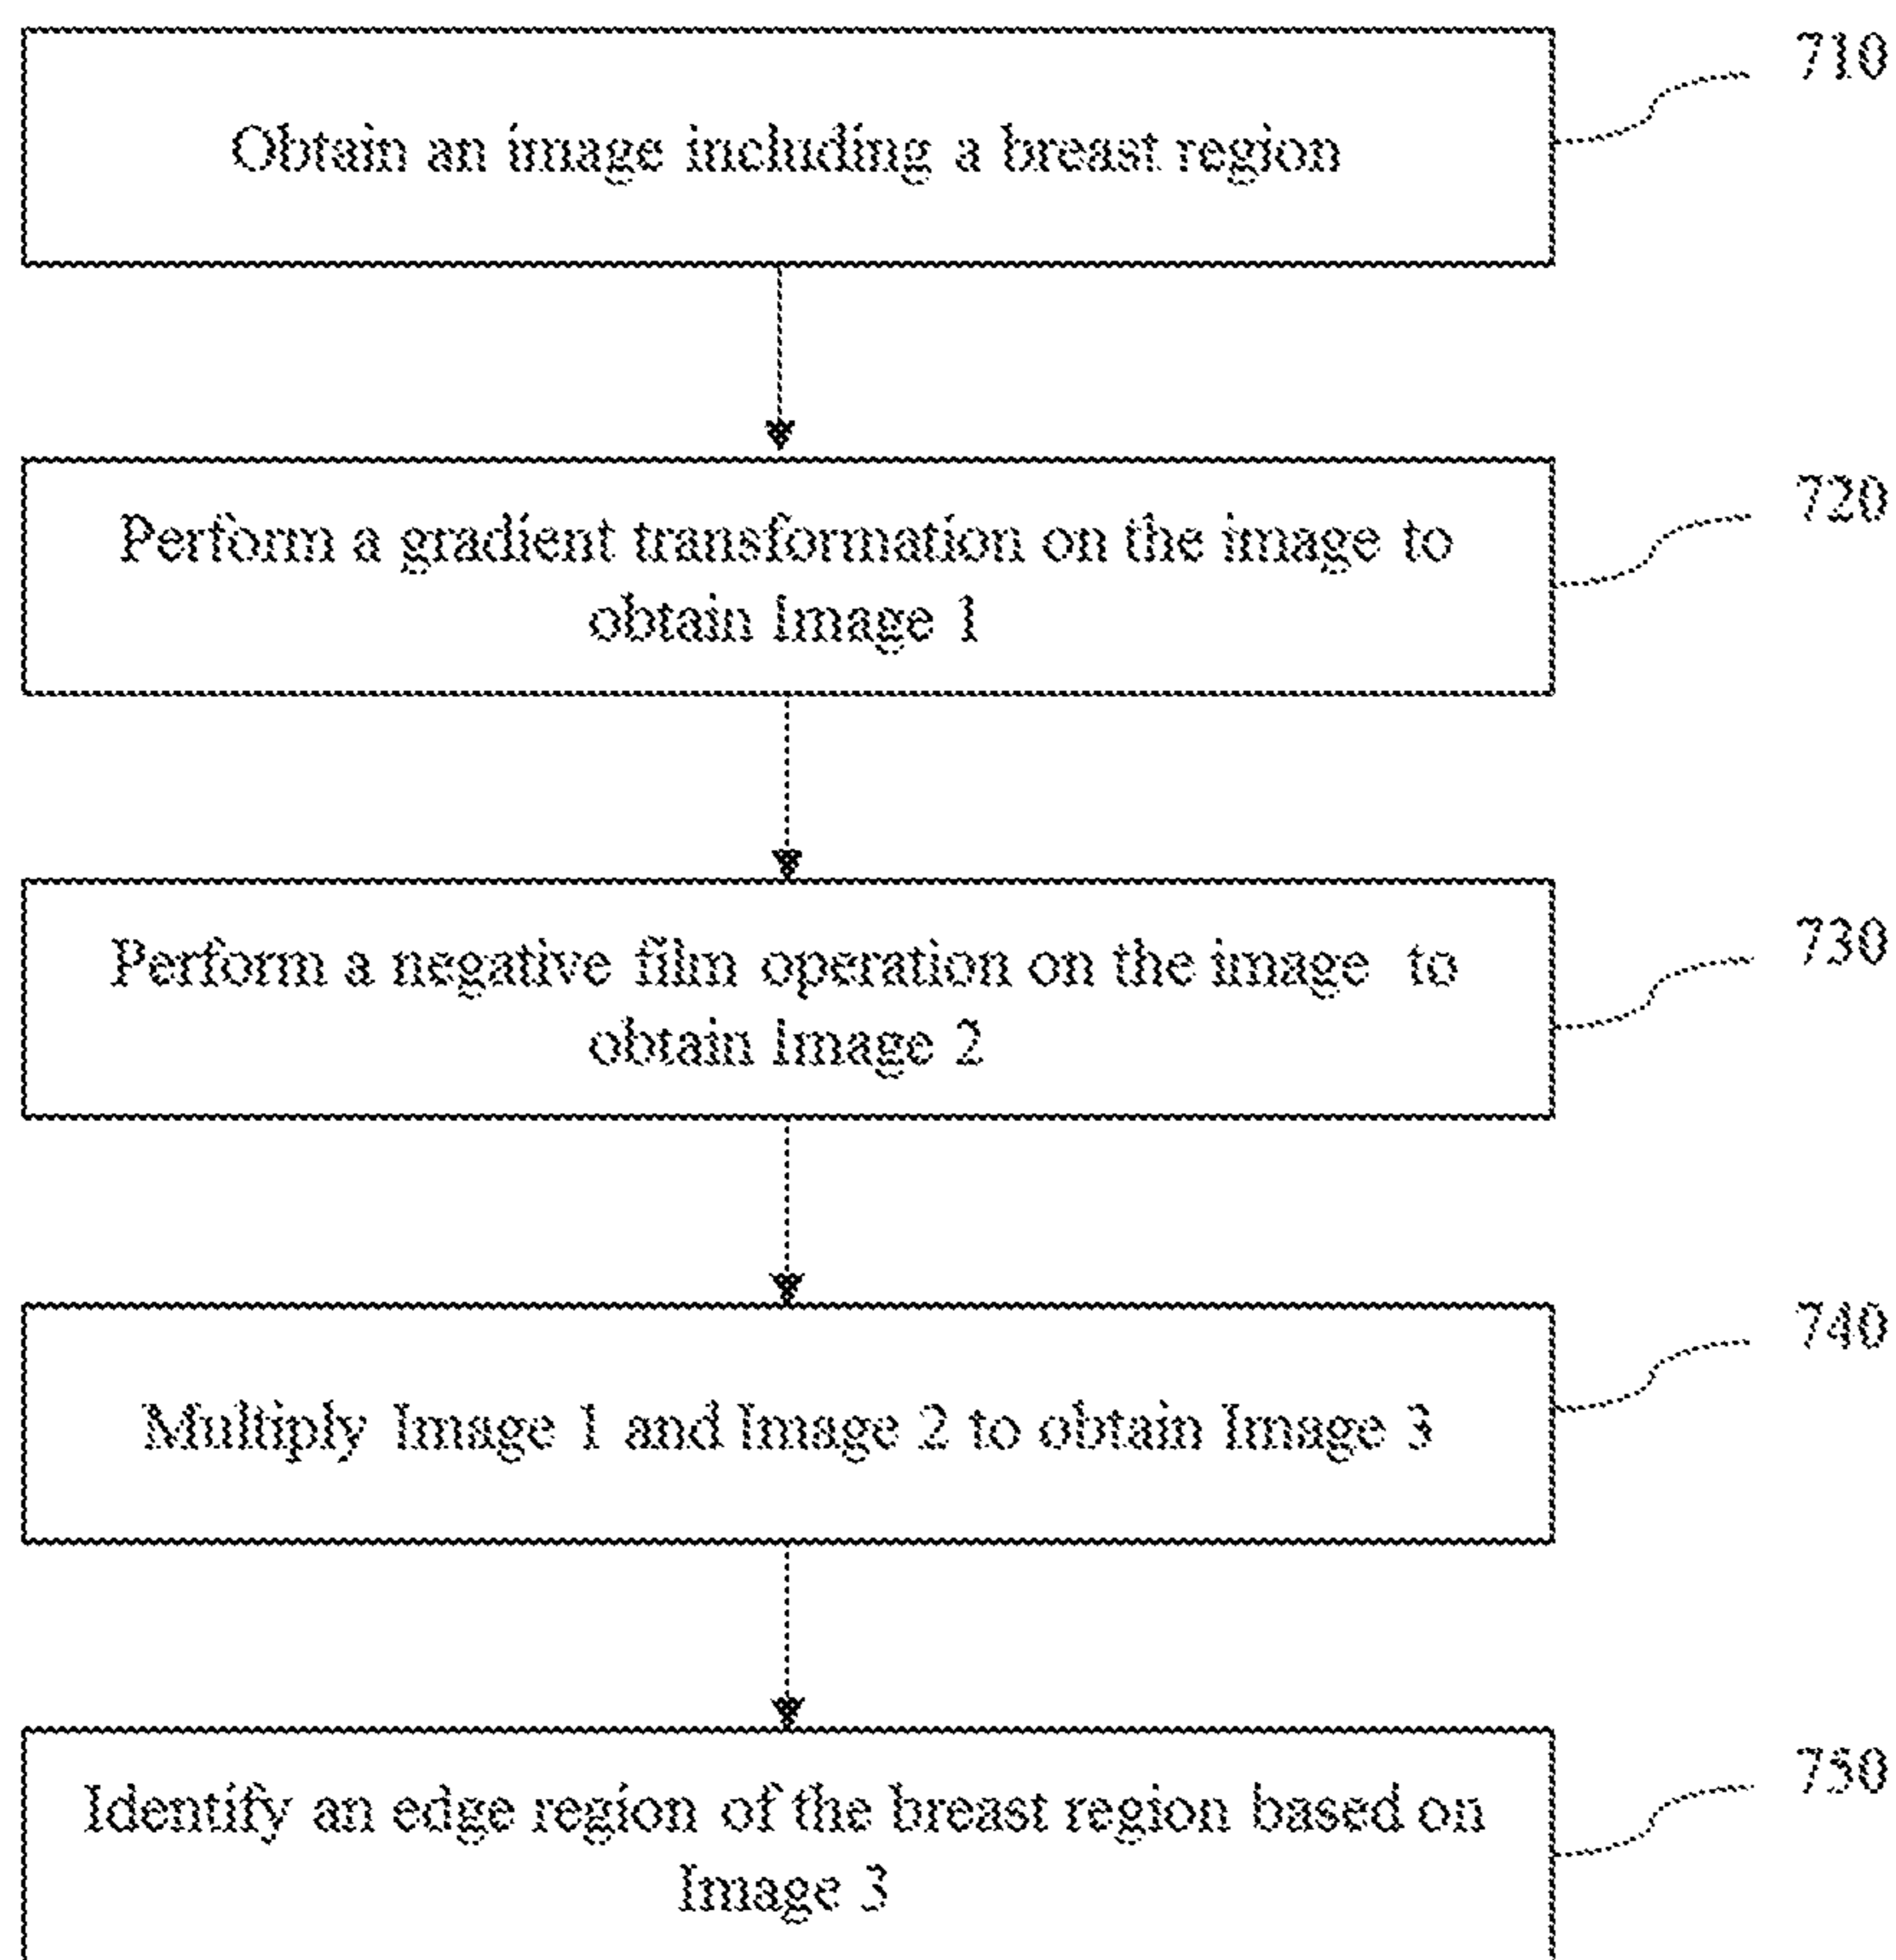 710
Obtain an image including a breast region
720
Perform a gradient transformation on the image to
obtain Image 1
730
Perform a negative film operation on the image to
obtain Image 2
740
Multiply Image 1 and Image 2 to obtain Image 3
750
Identify an edge region of the breast region based on
Image 3